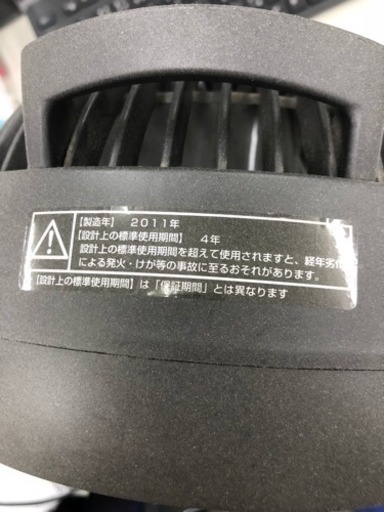 【製造年】 2011年
【設計上の標準使用期間】 4年
設計上の標準使用期間を超えて使用されますと、経年劣化
による発火・けが等の事故に至るおそれがあります。
【設計上の標準使用期間】は「保証期間」とは異なります